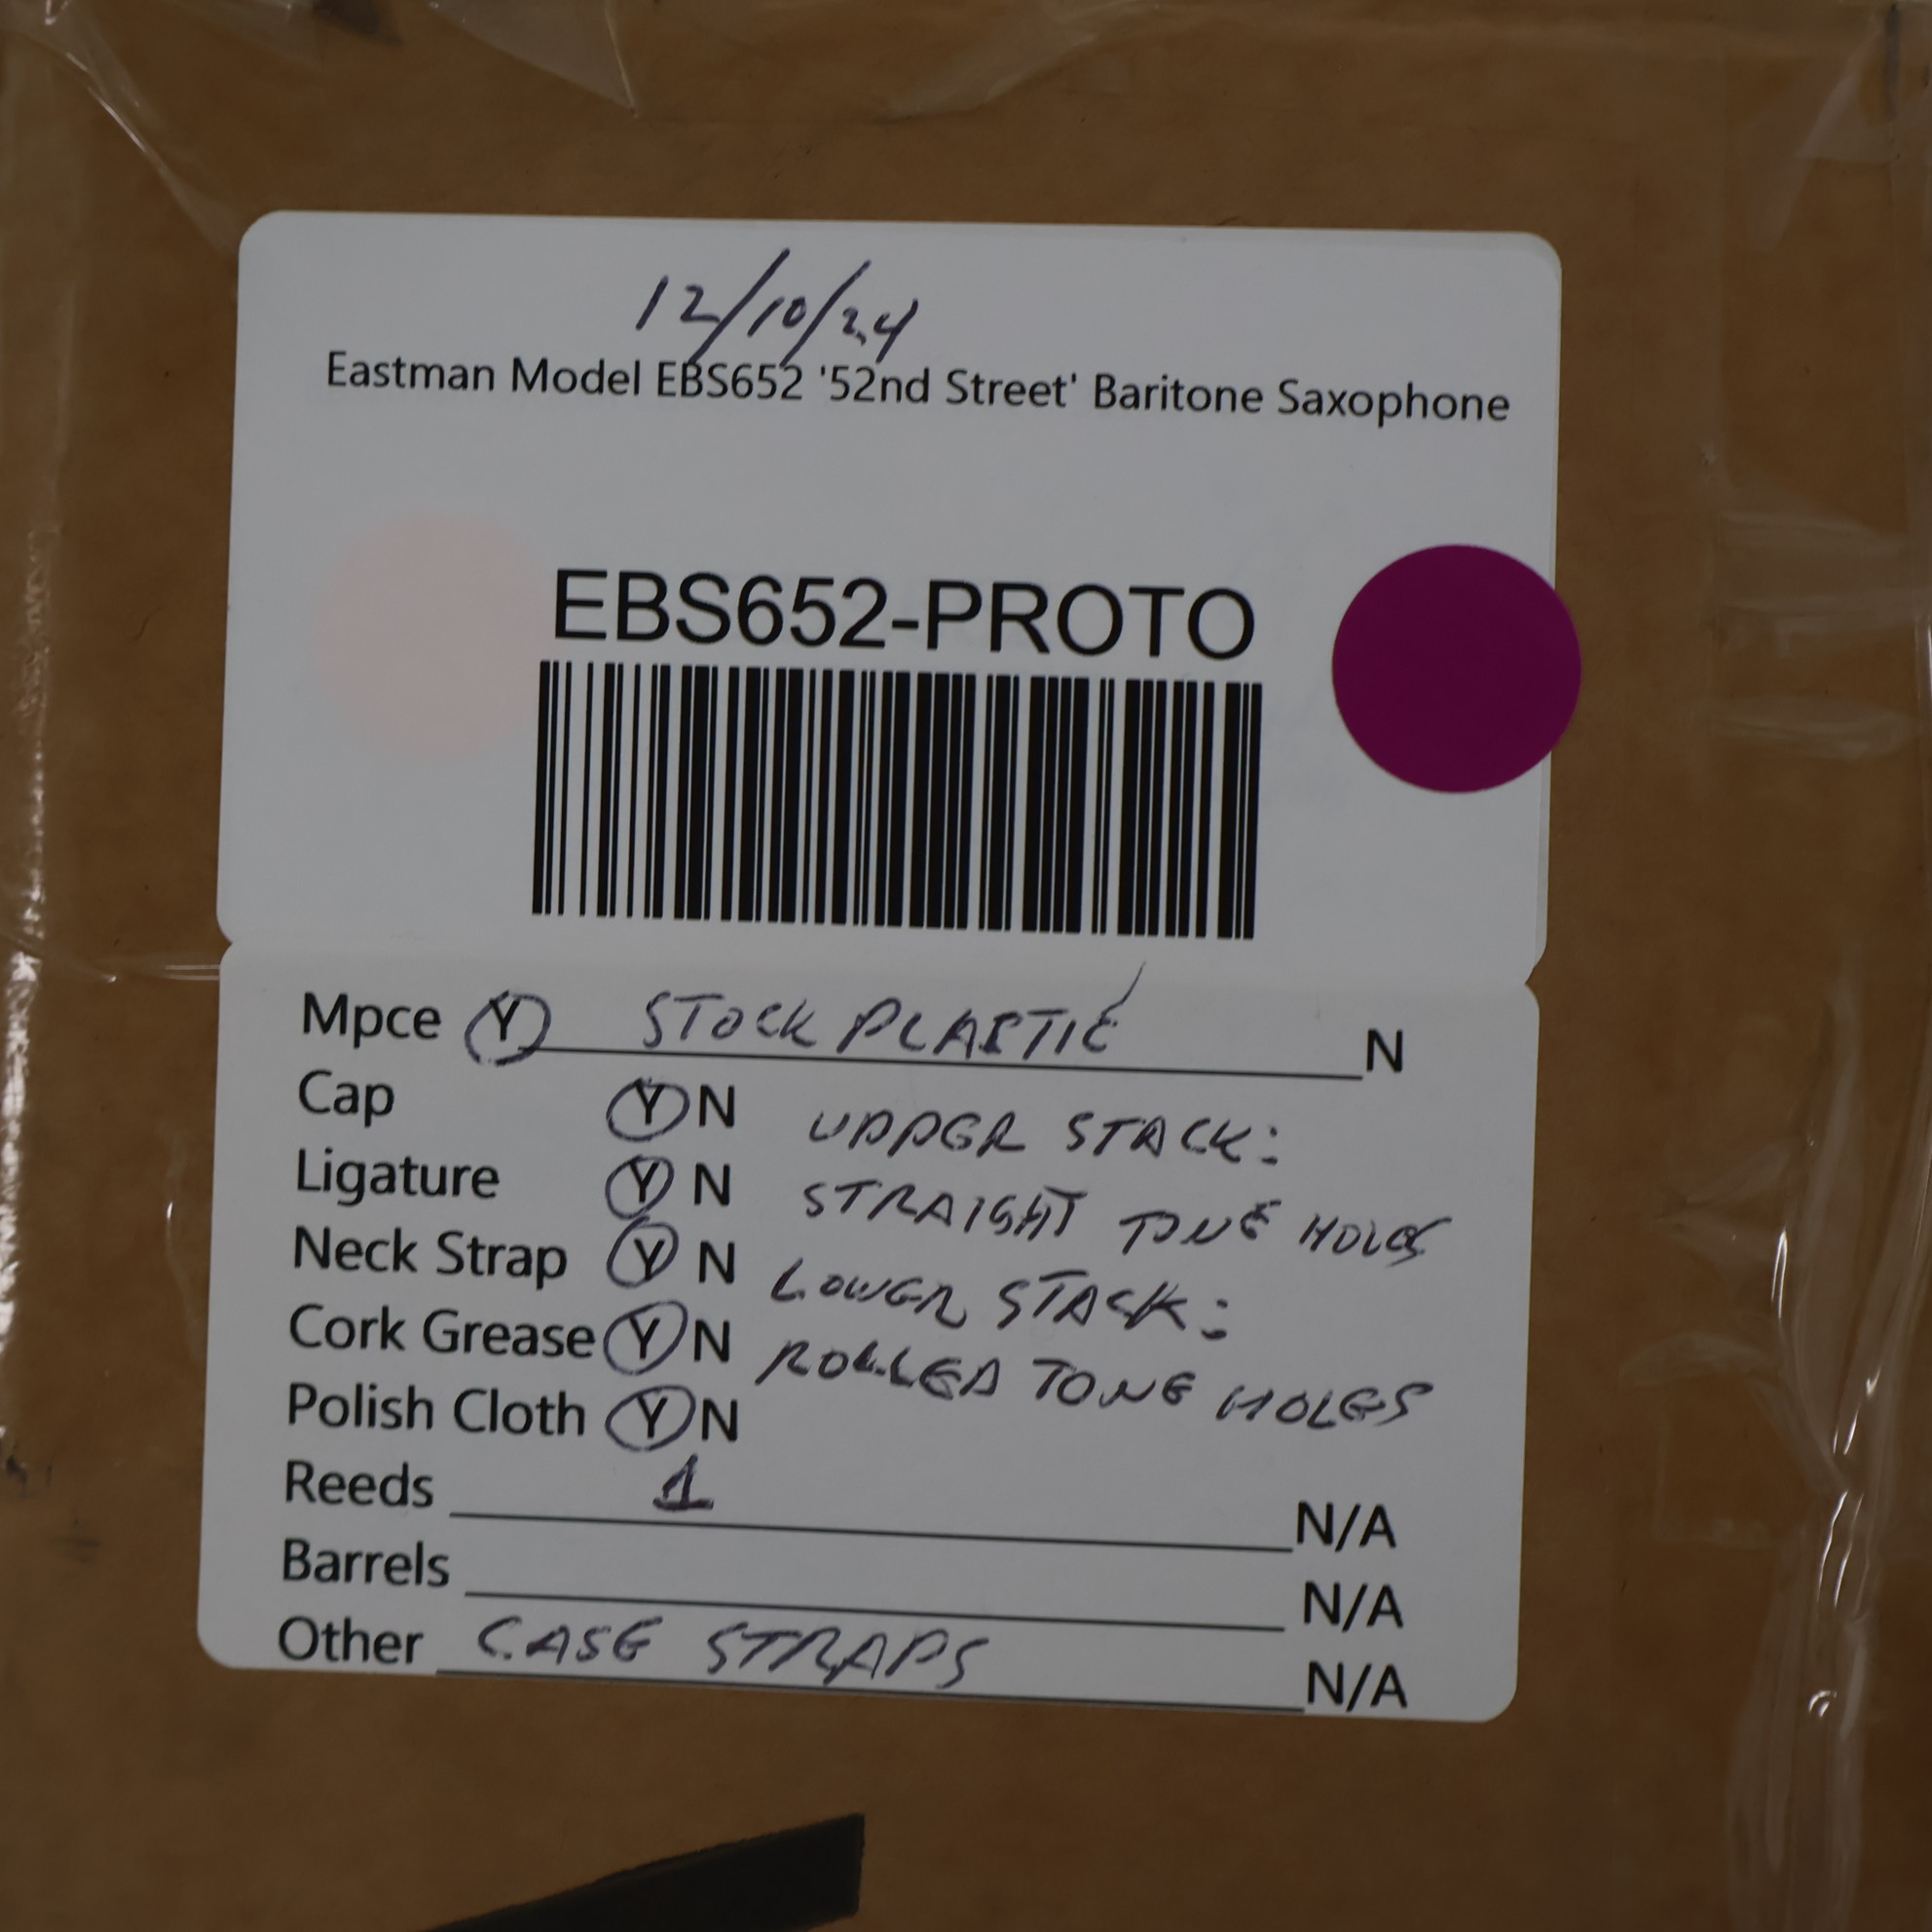 12/10/24
Eastman Model EBS652 '52nd Street' Baritone Saxophone
EBS652-PROTO
Mpce Y STOCK PLASTIC N
Cap Y N UPPER STACK:
Ligature Y N STRAIGHT TONE HOLES
Neck Strap Y N LOWER STACK:
Cork Grease Y N ROLLED TONE HOLES
Polish Cloth Y N
Reeds 1 N/A
Barrels N/A
Other CASE STRAPS N/A